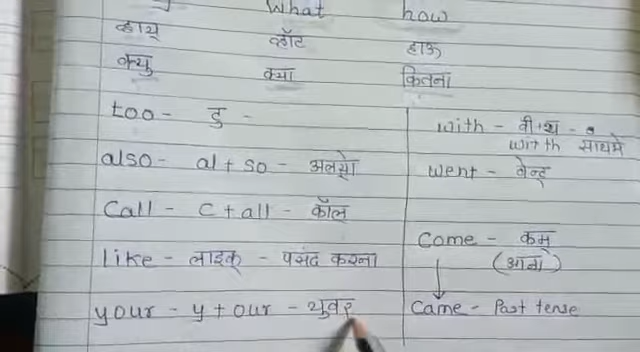 What how
व्हाय् व्हॉट हाऊ
क्यु क्या कितना
too - टु -
also - al + so - अलसो
Call - C + all - कॉल्
like - लाइक् - पसंद करना
your - y + our - युवर
with - वी
with साथमे
went - वेन्ट्
Come - कम्
(आना)
Came - Past tense